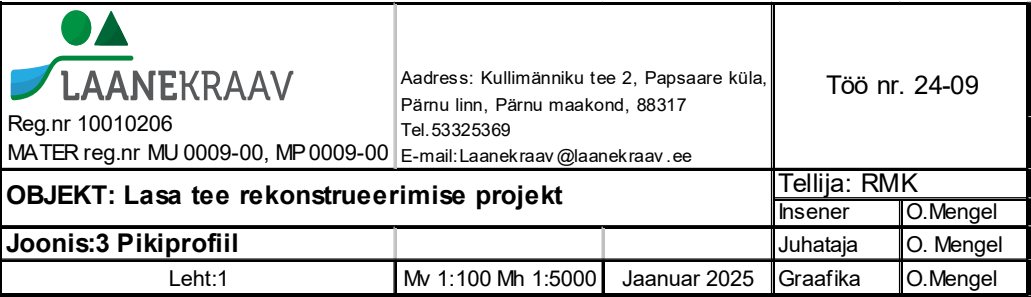 LAANEKRAAV
Reg.nr 10010206
MATER reg.nr MU 0009-00, MP 0009-00
Aadress: Kullimänniku tee 2, Papsaare küla,
Pärnu linn, Pärnu maakond, 88317
Tel.53325369
E-mail:Laanekraav@laanekraav.ee
Töö nr. 24-09
OBJEKT: Lasa tee rekonstrueerimise projekt
Tellija: RMK
Insener O.Mengel
Joonis:3 Pikiprofiil
Juhataja O. Mengel
Leht:1 Mv 1:100 Mh 1:5000 Jaanuar 2025 Graafika O.Mengel